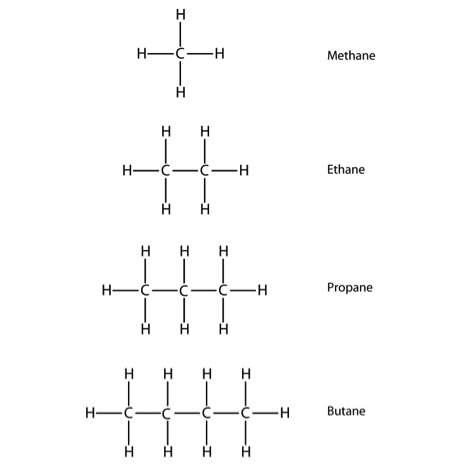 H
H C H Methane
H
H H
H C C H Ethane
H H
H H H
H C C C H Propane
H H H
H H H H
H C C C C H Butane
H H H H